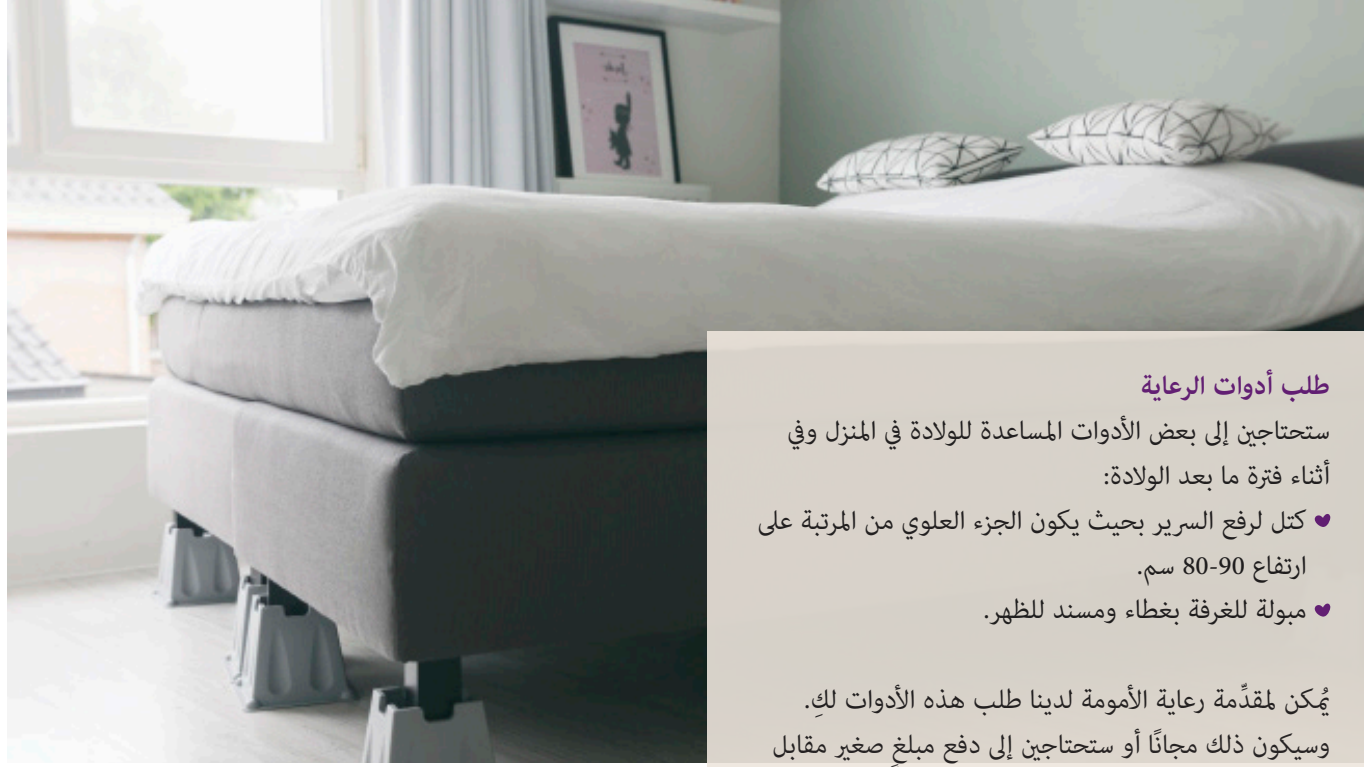 طلب أدوات الرعاية
ستحتاجين إلى بعض الأدوات المساعدة للولادة في المنزل وفي
أثناء فترة ما بعد الولادة:
كتل لرفع السرير بحيث يكون الجزء العلوي من المرتبة على
ارتفاع 90-80 سم.
مبولة للغرفة بغطاء ومسند للظهر.
يُمكن لمقدِّمة رعاية الأمومة لدينا طلب هذه الأدوات لكِ.
وسيكون ذلك مجانًا أو ستحتاجين إلى دفع مبلغٍ صغير مقابل